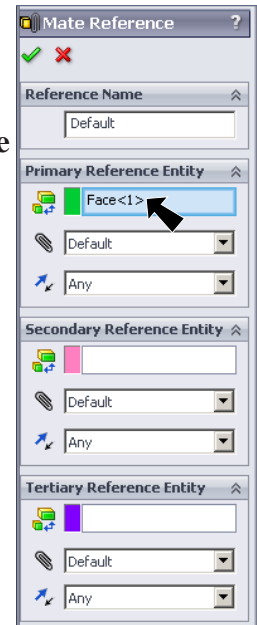 Mate Reference ?
Reference Name
Default
e
Primary Reference Entity
Face<1>
Default
Any
Secondary Reference Entity
Default
Any
Tertiary Reference Entity
Default
Any